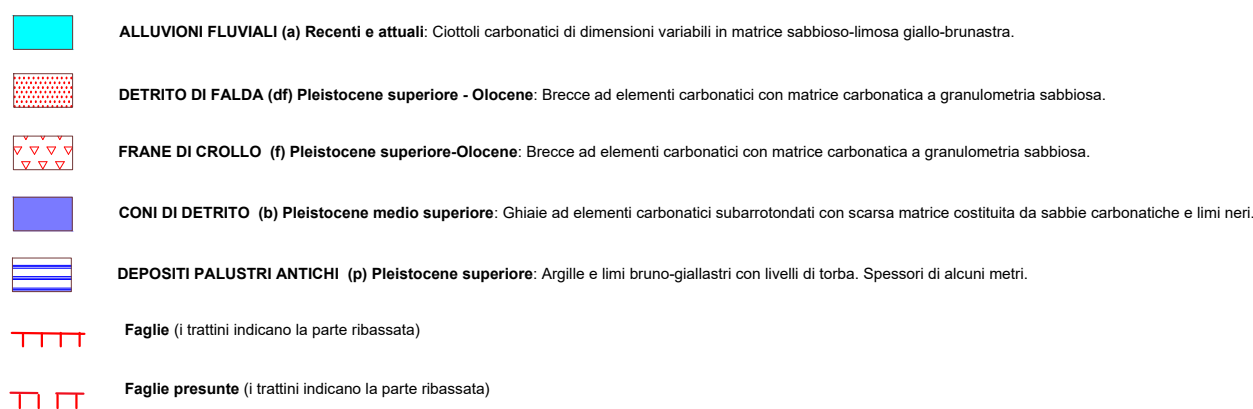 ALLUVIONI FLUVIALI (a) Recenti e attuali: Ciottoli carbonatici di dimensioni variabili in matrice sabbioso-limosa giallo-brunastra.
DETRITO DI FALDA (df) Pleistocene superiore - Olocene: Brecce ad elementi carbonatici con matrice carbonatica a granulometria sabbiosa.
FRANE DI CROLLO (f) Pleistocene superiore-Olocene: Brecce ad elementi carbonatici con matrice carbonatica a granulometria sabbiosa.
CONI DI DETRITO (b) Pleistocene medio superiore: Ghiaie ad elementi carbonatici subarrotondati con scarsa matrice costituita da sabbie carbonatiche e limi neri.
DEPOSITI PALUSTRI ANTICHI (p) Pleistocene superiore: Argille e limi bruno-giallastri con livelli di torba. Spessori di alcuni metri.
Faglie (i trattini indicano la parte ribassata)
Faglie presunte (i trattini indicano la parte ribassata)